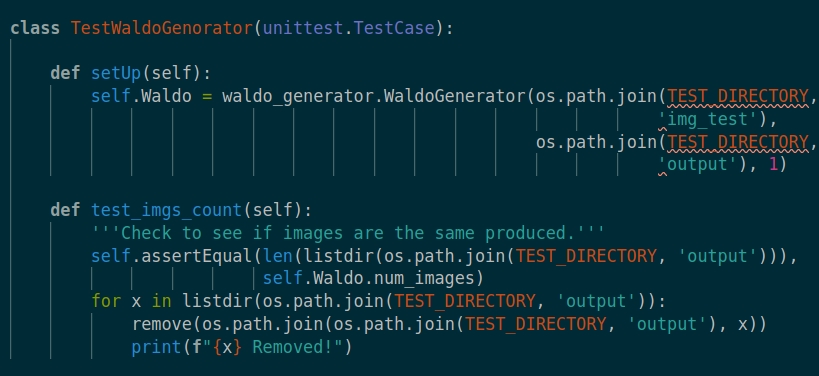 class TestWaldoGenorator(unittest.TestCase):
def setUp(self):
self.Waldo = waldo_generator.WaldoGenerator(os.path.join(TEST_DIRECTORY,
'img_test'),
os.path.join(TEST_DIRECTORY,
'output'), 1)
def test_imgs_count(self):
'''Check to see if images are the same produced.'''
self.assertEqual(len(listdir(os.path.join(TEST_DIRECTORY, 'output'))),
self.Waldo.num_images)
for x in listdir(os.path.join(TEST_DIRECTORY, 'output')):
remove(os.path.join(os.path.join(TEST_DIRECTORY, 'output'), x))
print(f"{x} Removed!")